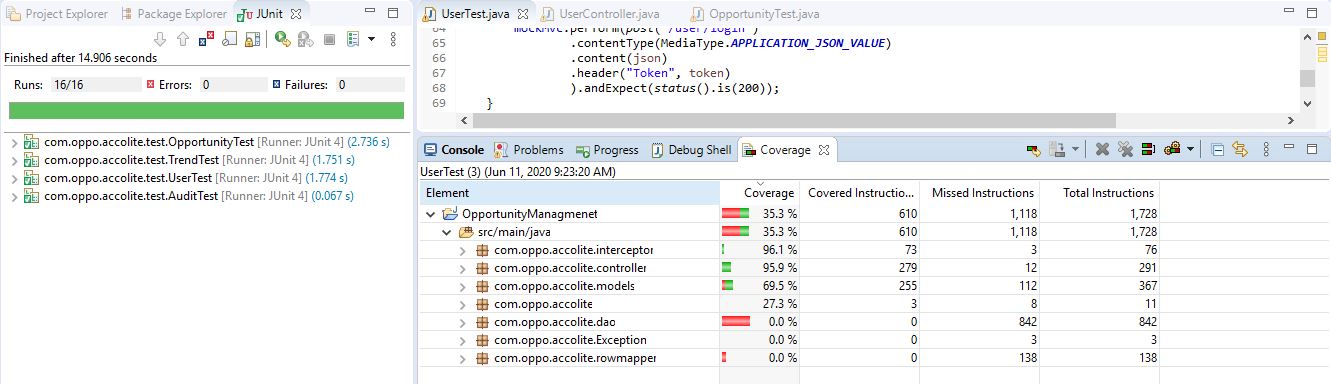 Project Explorer Package Explorer JUnit
Finished after 14.906 seconds
Runs: 16/16 Errors: 0 Failures: 0
com.oppo.accolite.test.OpportunityTest [Runner: JUnit 4] (2.736 s)
com.oppo.accolite.test.TrendTest [Runner: JUnit 4] (1.751 s)
com.oppo.accolite.test.UserTest [Runner: JUnit 4] (1.774 s)
com.oppo.accolite.test.AuditTest [Runner: JUnit 4] (0.067 s)
UserTest.java UserController.java OpportunityTest.java
64 mockMvc.perform(post("/user/login")
65 .contentType(MediaType.APPLICATION_JSON_VALUE)
66 .content(json)
67 .header("Token", token)
68 ).andExpect(status().is(200));
69 }
Console Problems Progress Debug Shell Coverage
UserTest (3) (Jun 11, 2020 9:23:20 AM)
Element Coverage Covered Instructio... Missed Instructions Total Instructions
OpportunityManagmenet 35.3 % 610 1,118 1,728
src/main/java 35.3 % 610 1,118 1,728
com.oppo.accolite.interceptor 96.1 % 73 3 76
com.oppo.accolite.controller 95.9 % 279 12 291
com.oppo.accolite.models 69.5 % 255 112 367
com.oppo.accolite 27.3 % 3 8 11
com.oppo.accolite.dao 0.0 % 0 842 842
com.oppo.accolite.Exception 0.0 % 0 3 3
com.oppo.accolite.rowmapper 0.0 % 0 138 138